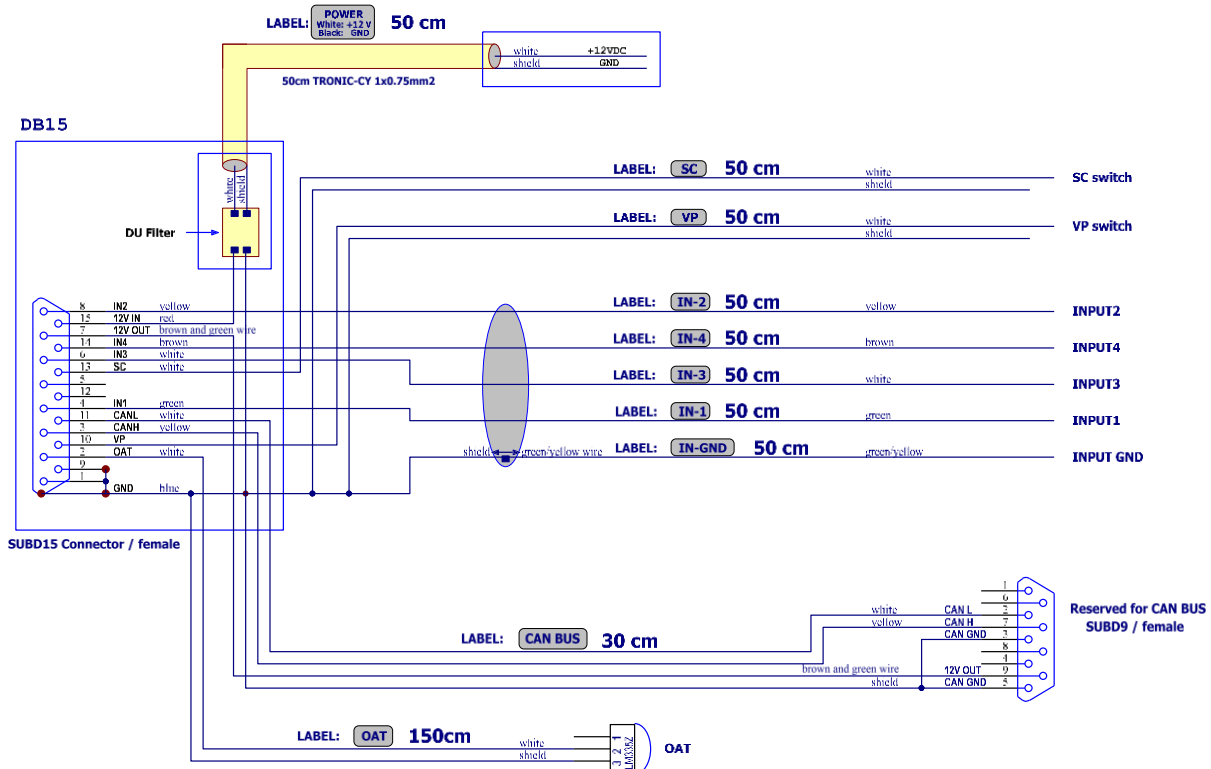 LABEL: POWER 50 cm
White: +12 V
Black: GND
white +12VDC
shield GND
50cm TRONIC-CY 1x0.75mm2
DB15
white
shield
DU Filter
LABEL: SC 50 cm white SC switch
shield
LABEL: VP 50 cm white VP switch
shield
8 IN2 yellow
15 12V IN red
7 12V OUT brown and green wire
14 IN4 brown
6 IN3 white
13 SC white
5
12
4 IN1 green
11 CANL white
3 CANH yellow
10 VP
2 OAT white
9
1
GND blue
LABEL: IN-2 50 cm yellow INPUT2
LABEL: IN-4 50 cm brown INPUT4
LABEL: IN-3 50 cm white INPUT3
LABEL: IN-1 50 cm green INPUT1
shield green/yellow wire LABEL: IN-GND 50 cm green/yellow INPUT GND
SUBD15 Connector / female
1
6
white CAN L 2
yellow CAN H 7
CAN GND 3
8
4
brown and green wire 12V OUT 9
shield CAN GND 5
Reserved for CAN BUS
SUBD9 / female
LABEL: CAN BUS 30 cm
LABEL: OAT 150cm
white
shield
1
2
3
LM335Z
OAT